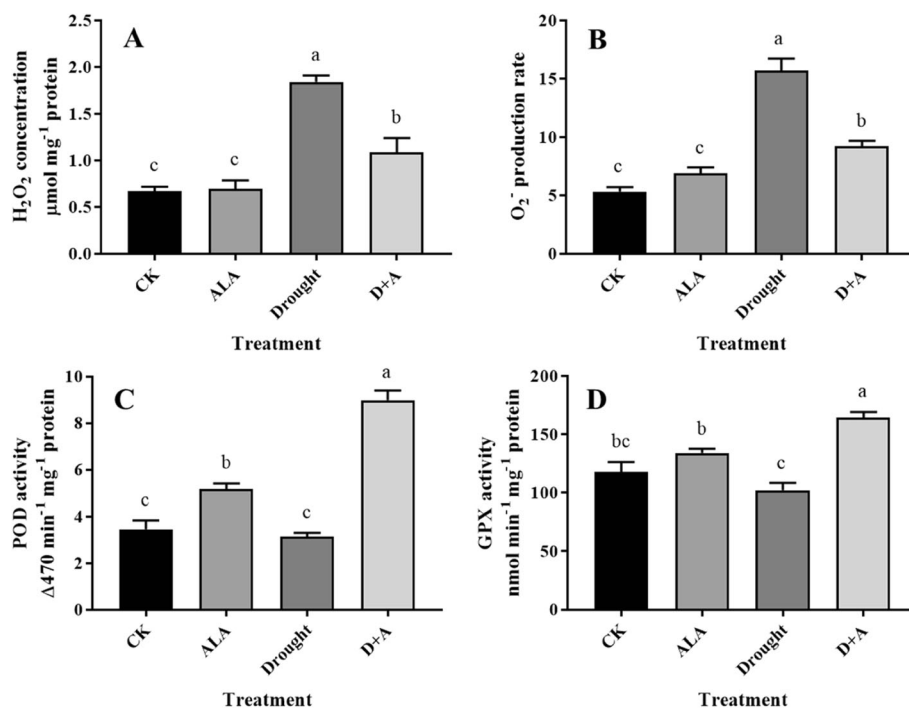 A
H₂O₂ concentration
μmol mg⁻¹ protein
2.5
2.0
1.5
1.0
0.5
0.0
c
c
a
b
CK
ALA
Drought
D+A
Treatment
B
O₂⁻ production rate
20
15
10
5
0
c
c
a
b
CK
ALA
Drought
D+A
Treatment
C
POD activity
Δ470 min⁻¹ mg⁻¹ protein
10
8
6
4
2
0
c
b
c
a
CK
ALA
Drought
D+A
Treatment
D
GPX activity
nmol min⁻¹ mg⁻¹ protein
200
150
100
50
0
bc
b
c
a
CK
ALA
Drought
D+A
Treatment